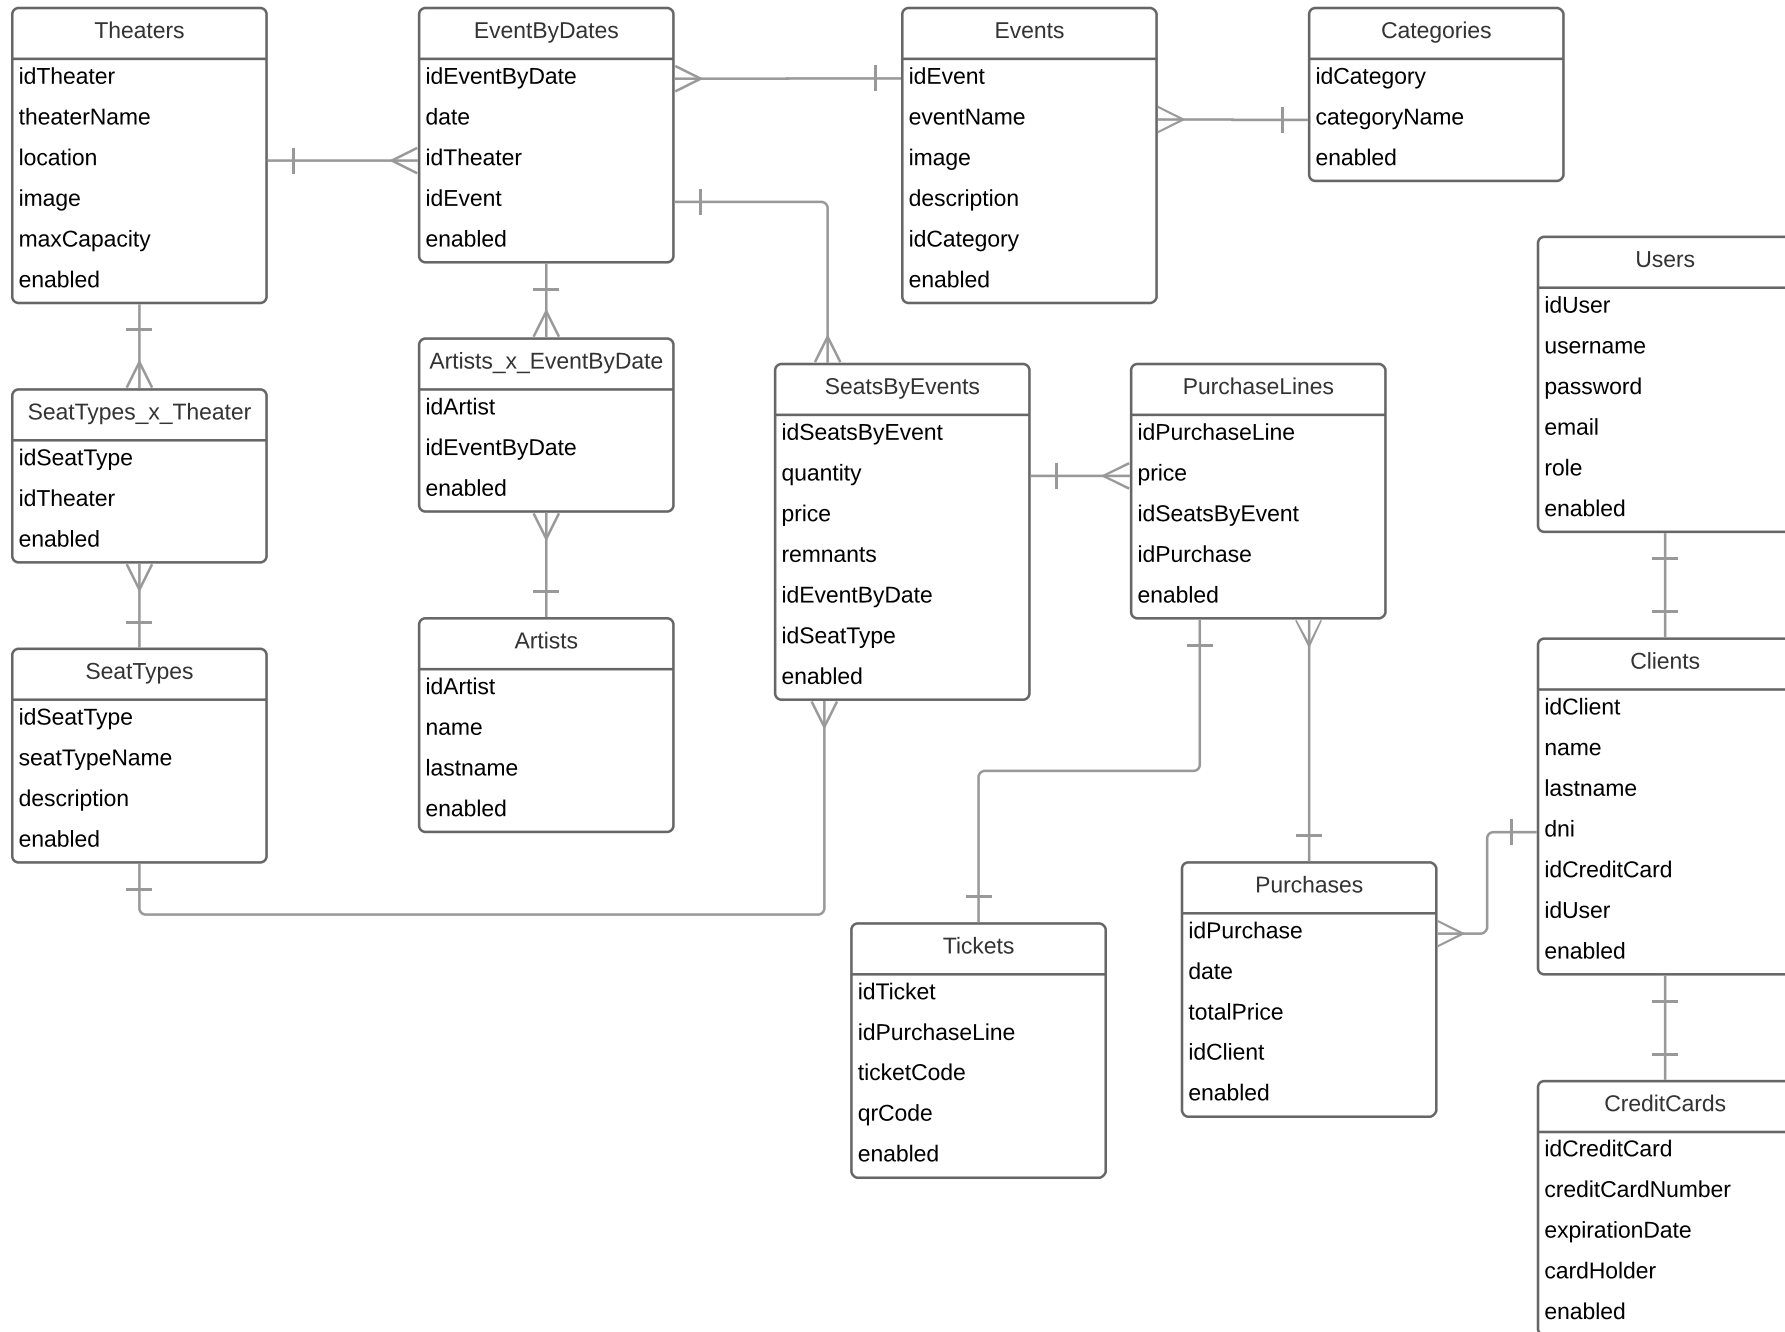 Theaters
idTheater
theaterName
location
image
maxCapacity
enabled
EventByDates
idEventByDate
date
idTheater
idEvent
enabled
Events
idEvent
eventName
image
description
idCategory
enabled
Categories
idCategory
categoryName
enabled
Users
idUser
username
password
email
role
enabled
SeatTypes_x_Theater
idSeatType
idTheater
enabled
Artists_x_EventByDate
idArtist
idEventByDate
enabled
SeatsByEvents
idSeatsByEvent
quantity
price
remnants
idEventByDate
idSeatType
enabled
PurchaseLines
idPurchaseLine
price
idSeatsByEvent
idPurchase
enabled
SeatTypes
idSeatType
seatTypeName
description
enabled
Artists
idArtist
name
lastname
enabled
Clients
idClient
name
lastname
dni
idCreditCard
idUser
enabled
Tickets
idTicket
idPurchaseLine
ticketCode
qrCode
enabled
Purchases
idPurchase
date
totalPrice
idClient
enabled
CreditCards
idCreditCard
creditCardNumber
expirationDate
cardHolder
enabled